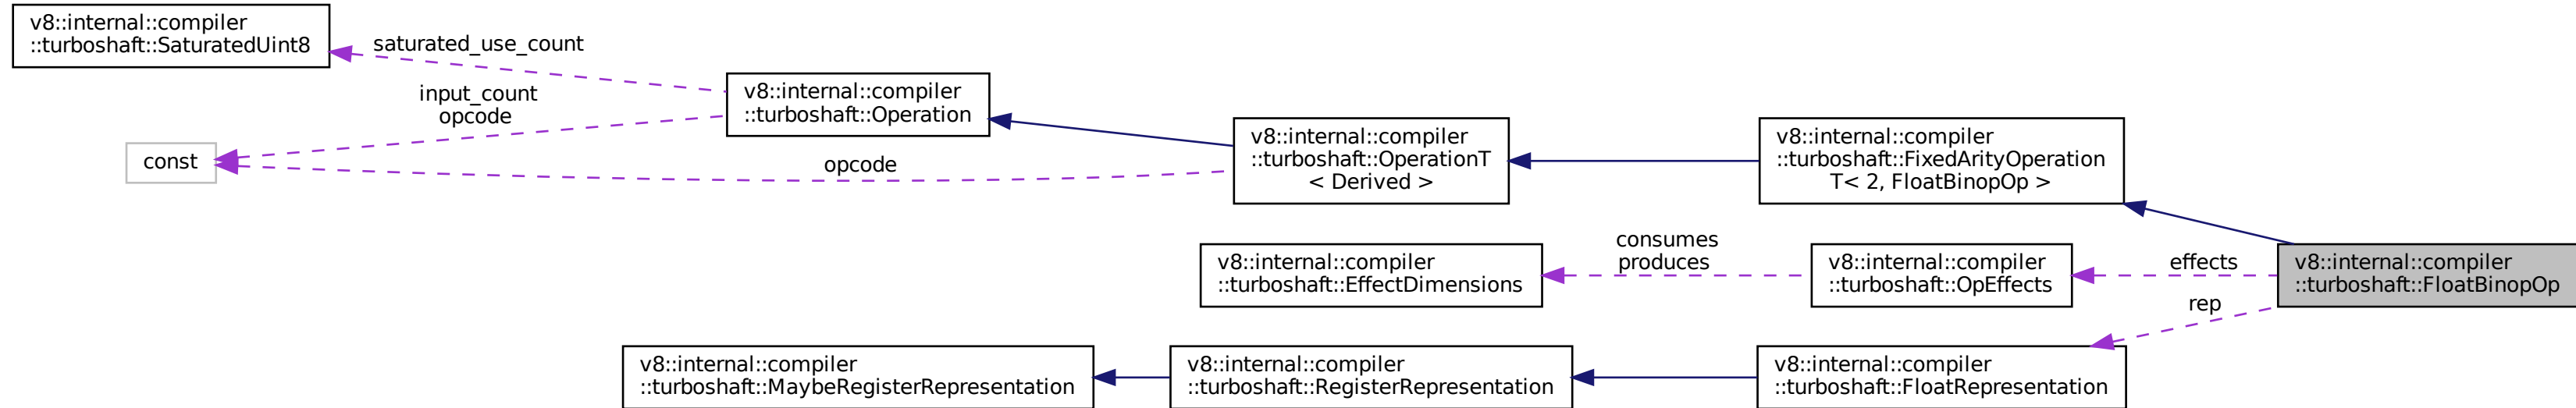 v8::internal::compiler
::turboshaft::SaturatedUint8
saturated_use_count
v8::internal::compiler
::turboshaft::Operation
input_count
opcode
const
opcode
v8::internal::compiler
::turboshaft::OperationT
< Derived >
v8::internal::compiler
::turboshaft::FixedArityOperation
T< 2, FloatBinopOp >
v8::internal::compiler
::turboshaft::EffectDimensions
consumes
produces
v8::internal::compiler
::turboshaft::OpEffects
effects
v8::internal::compiler
::turboshaft::FloatBinopOp
rep
v8::internal::compiler
::turboshaft::MaybeRegisterRepresentation
v8::internal::compiler
::turboshaft::RegisterRepresentation
v8::internal::compiler
::turboshaft::FloatRepresentation